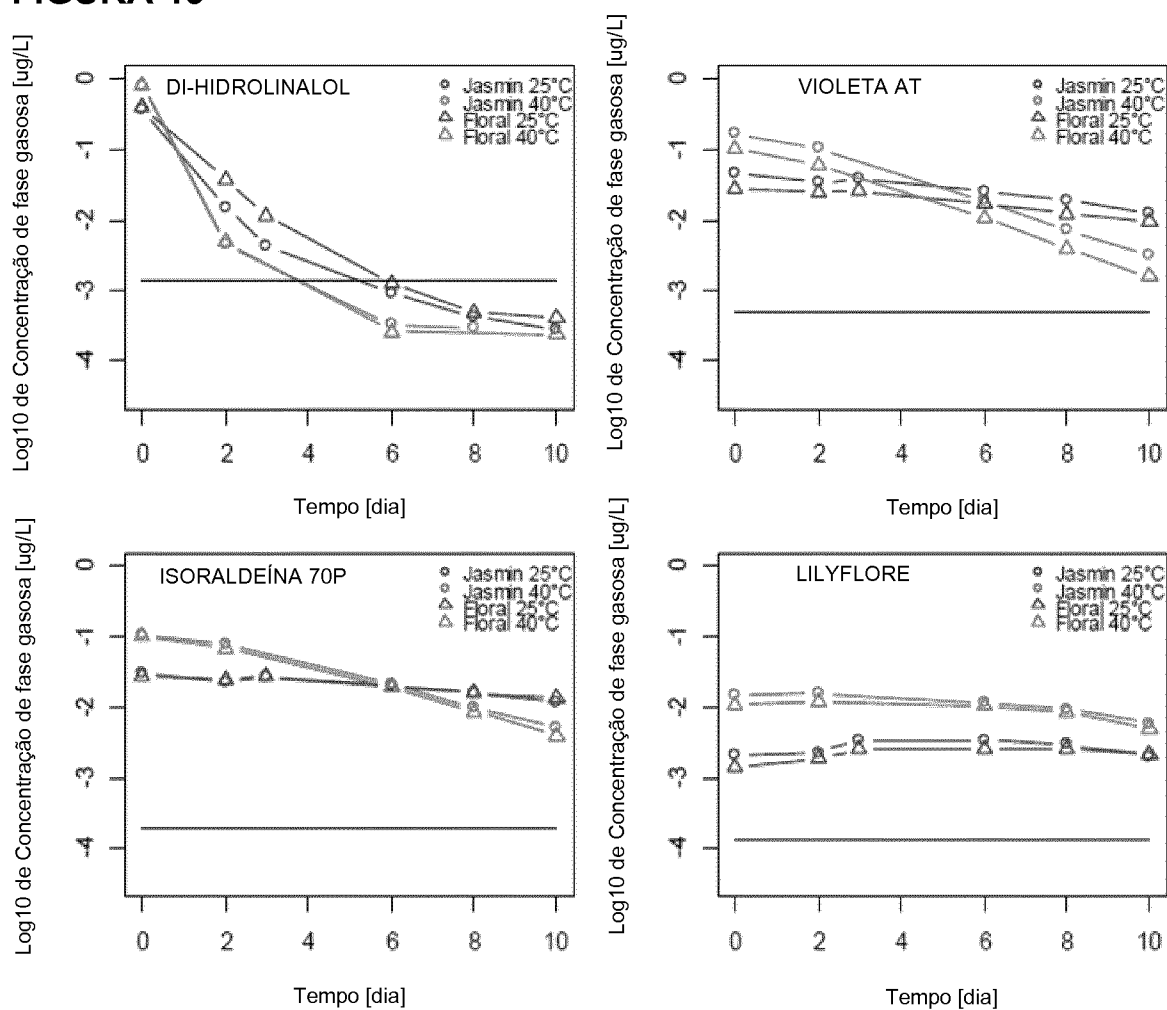 Log10 de Concentração de fase gasosa [ug/L]
DI-HIDROLINALOL
Jasmin 25°C
Jasmin 40°C
Floral 25°C
Floral 40°C
0
-1
-2
-3
-4
0 2 4 6 8 10
Tempo [dia]
Log10 de Concentração de fase gasosa [ug/L]
VIOLETA AT
Jasmin 25°C
Jasmin 40°C
Floral 25°C
Floral 40°C
0
-1
-2
-3
-4
0 2 4 6 8 10
Tempo [dia]
Log10 de Concentração de fase gasosa [ug/L]
ISORALDEÍNA 70P
Jasmin 25°C
Jasmin 40°C
Floral 25°C
Floral 40°C
0
-1
-2
-3
-4
0 2 4 6 8 10
Tempo [dia]
Log10 de Concentração de fase gasosa [ug/L]
LILYFLORE
Jasmin 25°C
Jasmin 40°C
Floral 25°C
Floral 40°C
0
-1
-2
-3
-4
0 2 4 6 8 10
Tempo [dia]